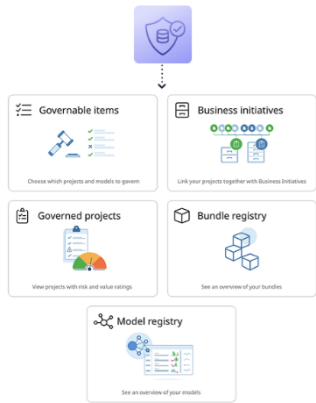 Governable items
Choose which projects and models to govern
Business initiatives
Link your projects together with Business Initiatives
Governed projects
View projects with risk and value ratings
Bundle registry
See an overview of your bundles
Model registry
See an overview of your models